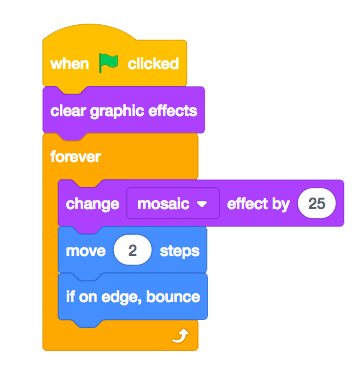 when clicked
clear graphic effects
forever
change mosaic effect by 25
move 2 steps
if on edge, bounce